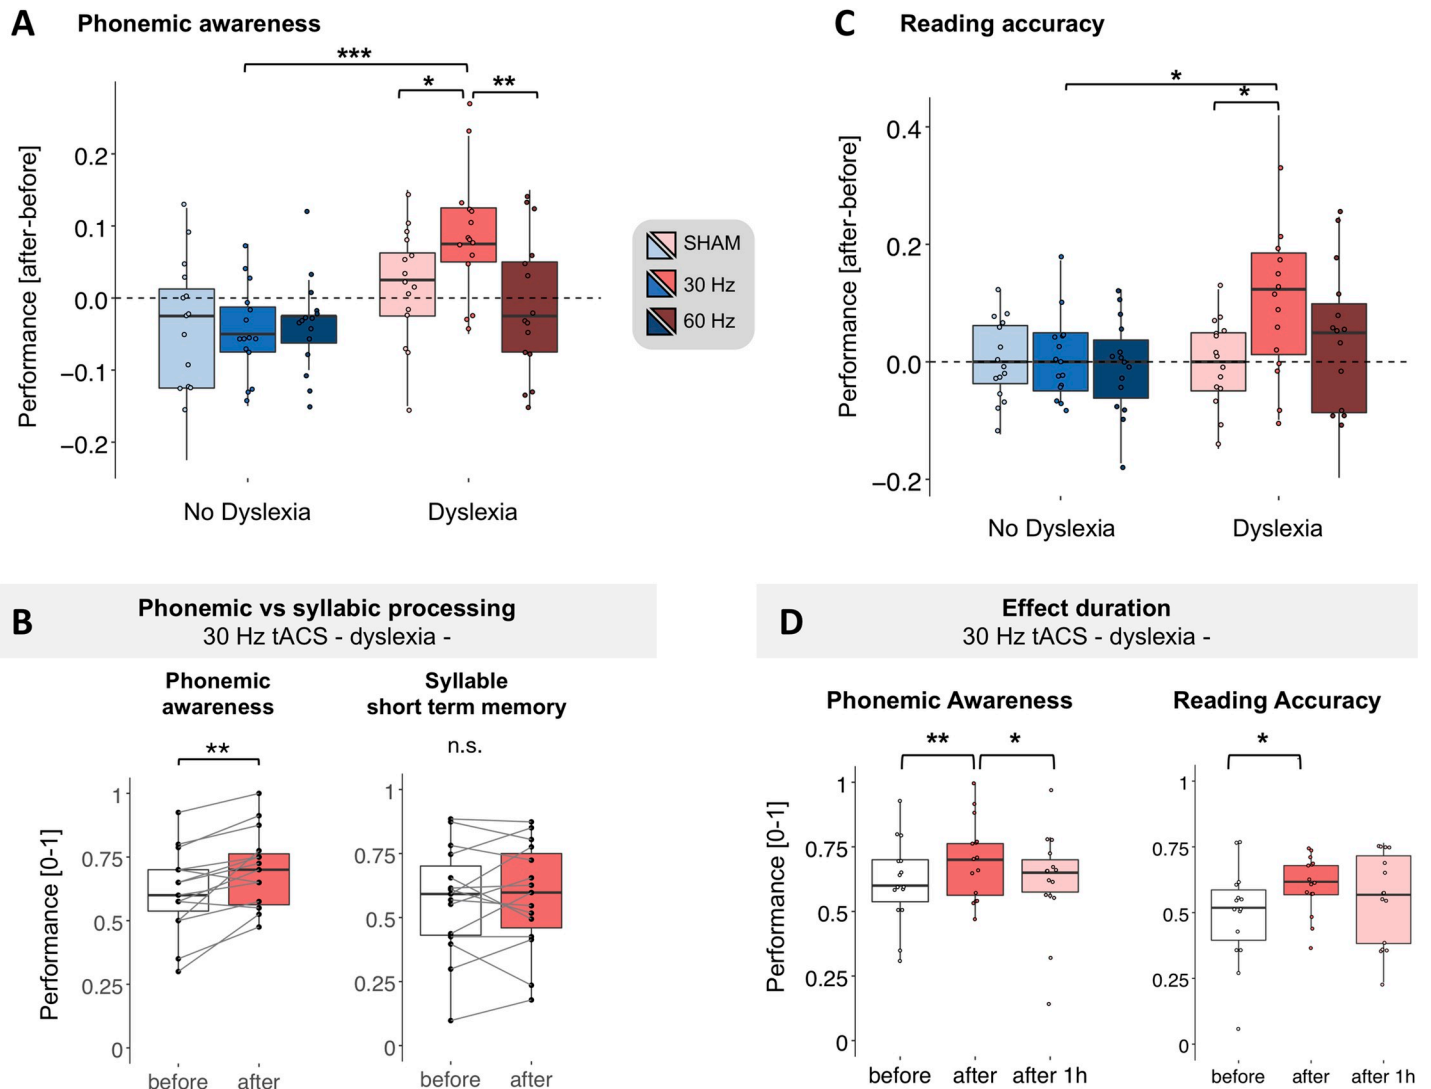 A Phonemic awareness
***
* **
Performance [after-before]
0.2
0.1
0.0
−0.1
−0.2
No Dyslexia Dyslexia
SHAM
30 Hz
60 Hz
C Reading accuracy
*
*
Performance [after-before]
0.4
0.2
0.0
−0.2
No Dyslexia Dyslexia
B Phonemic vs syllabic processing
30 Hz tACS - dyslexia -
Phonemic
awareness
**
Performance [0-1]
1
0.75
0.5
0.25
0
before after
Syllable
short term memory
n.s.
1
0.75
0.5
0.25
0
before after
D Effect duration
30 Hz tACS - dyslexia -
Phonemic Awareness
** *
Performance [0-1]
1
0.75
0.5
0.25
0
before after after 1h
Reading Accuracy
*
1
0.75
0.5
0.25
0
before after after 1h